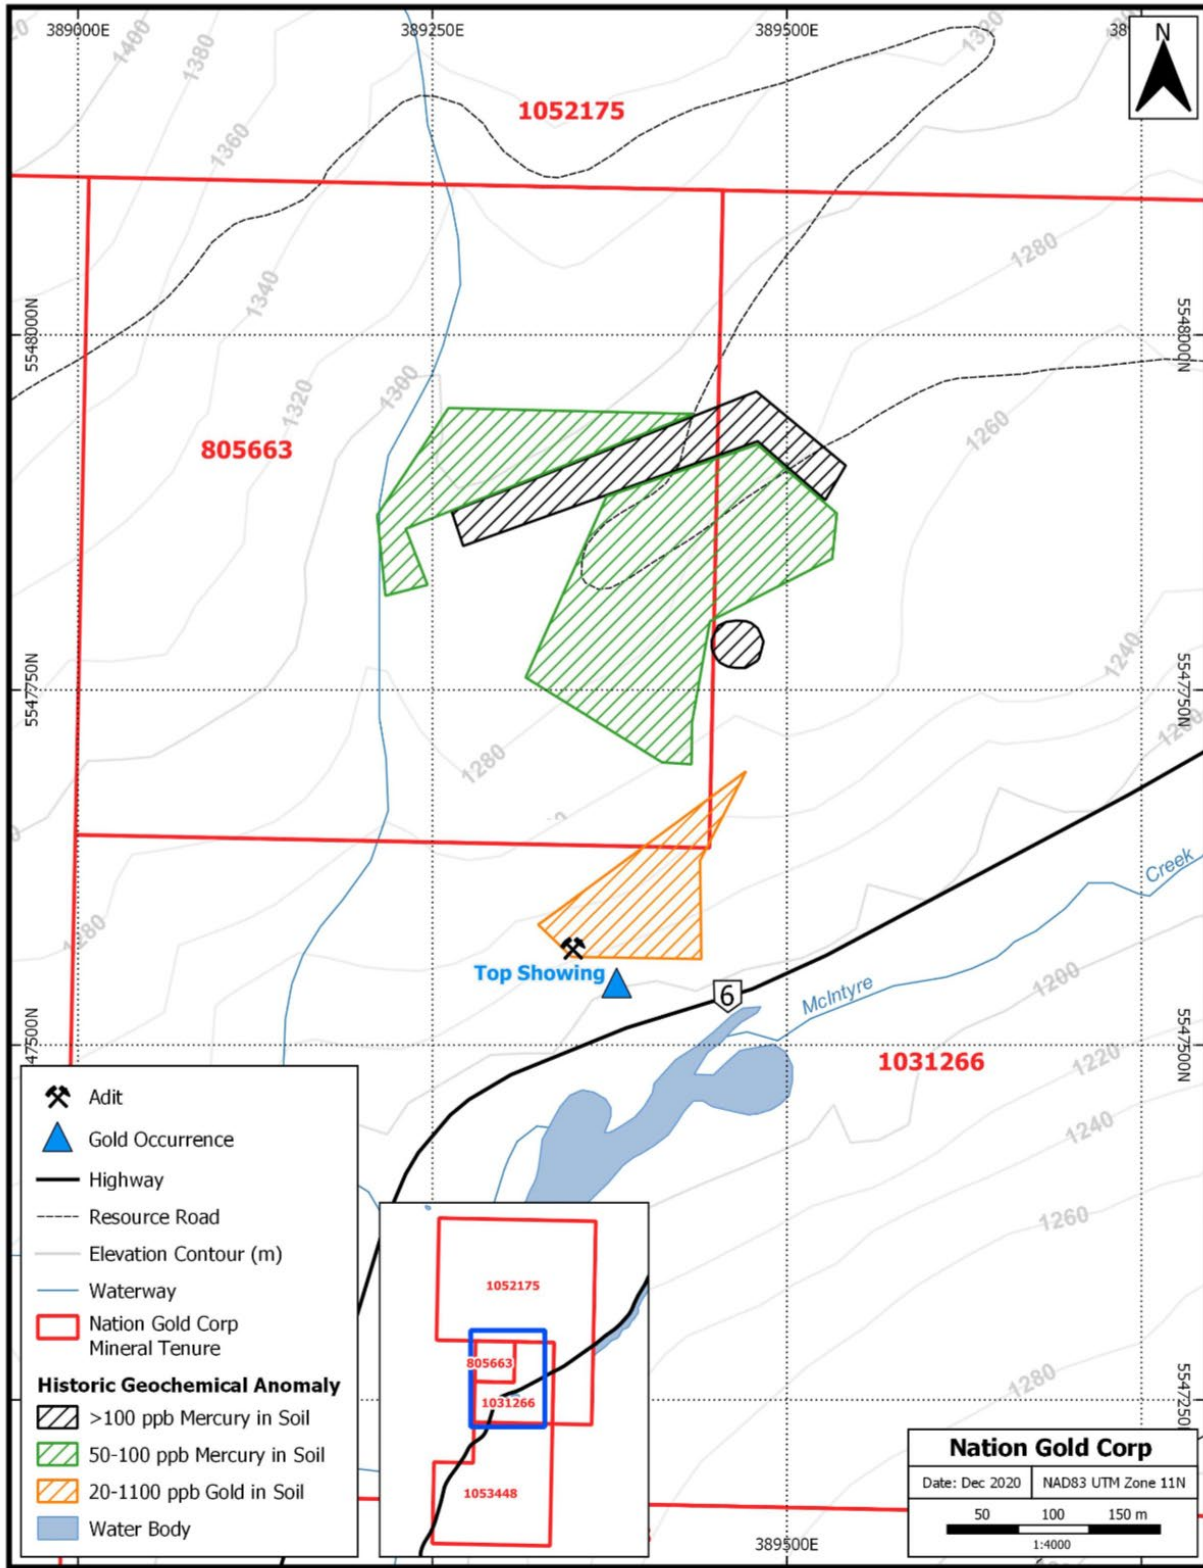 389000E
389250E
389500E
N
1400
1380
1320
1052175
1360
1280
1340
5548000N
5548000N
1320
1300
1260
805663
1240
5547750N
5547750N
1280
1280
Creek
Top Showing
6
McIntyre
1200
1031266
1220
1240
1260
1280
Adit
Gold Occurrence
Highway
Resource Road
Elevation Contour (m)
Waterway
Nation Gold Corp
Mineral Tenure
Historic Geochemical Anomaly
>100 ppb Mercury in Soil
50-100 ppb Mercury in Soil
20-1100 ppb Gold in Soil
Water Body
1052175
805663
1031266
1053448
389500E
Nation Gold Corp
Date: Dec 2020
NAD83 UTM Zone 11N
50 100 150 m
1:4000